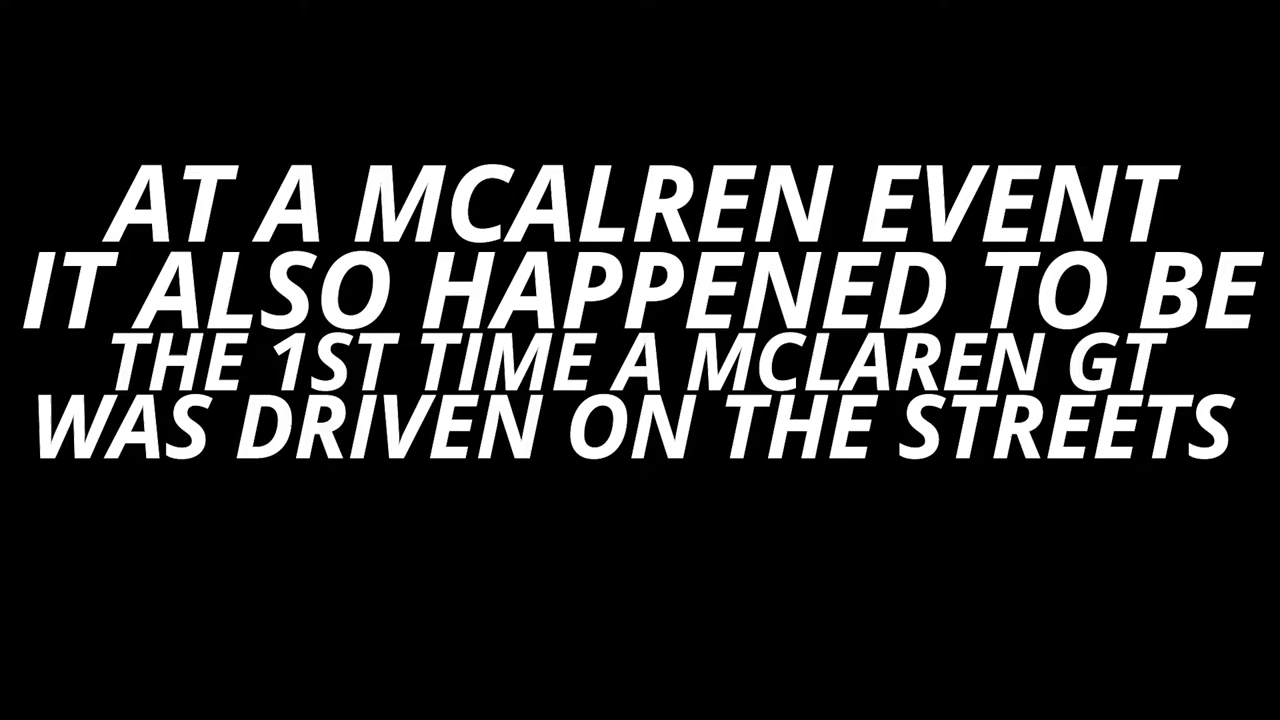 AT A MCALREN EVENT
IT ALSO HAPPENED TO BE
THE 1ST TIME A MCLAREN GT
WAS DRIVEN ON THE STREETS